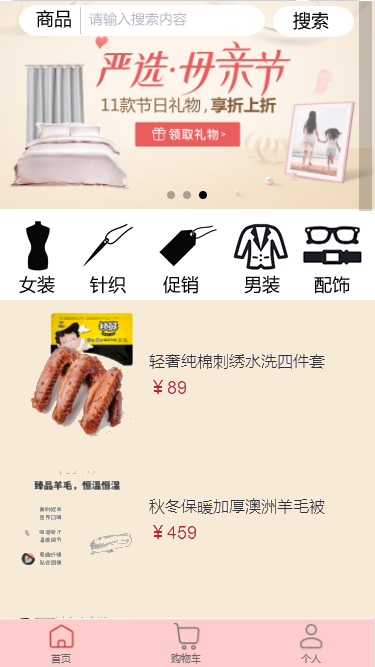 商品 请输入搜索内容 搜索
严选·母亲节
11款节日礼物,享折上折
领取礼物>
女装 针织 促销 男装 配饰
轻奢纯棉刺绣水洗四件套
¥89
臻品羊毛，恒温恒湿
秋冬保暖加厚澳洲羊毛被
¥459
首页 购物车 个人